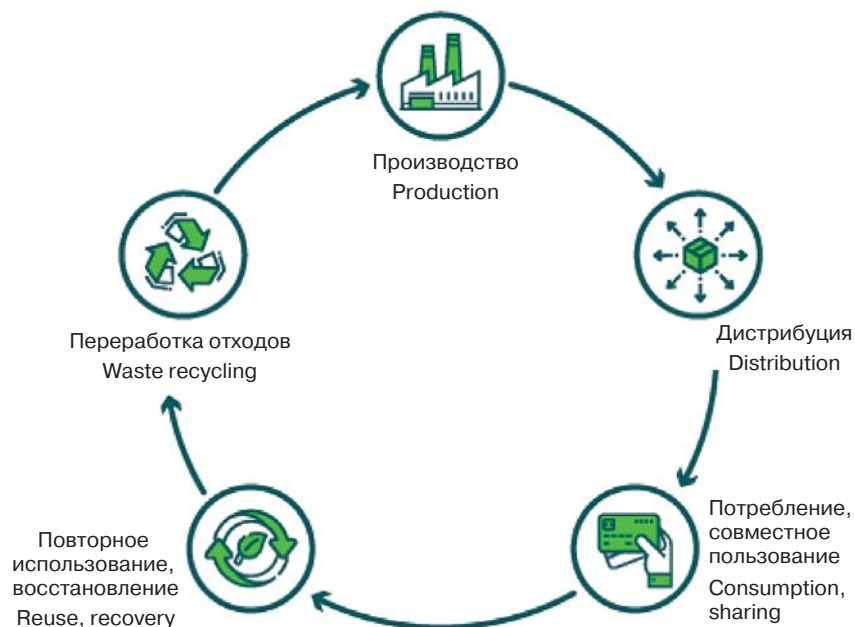 Производство
Production
Дистрибуция
Distribution
Потребление,
совместное
пользование
Consumption,
sharing
Повторное
использование,
восстановление
Reuse, recovery
Переработка отходов
Waste recycling